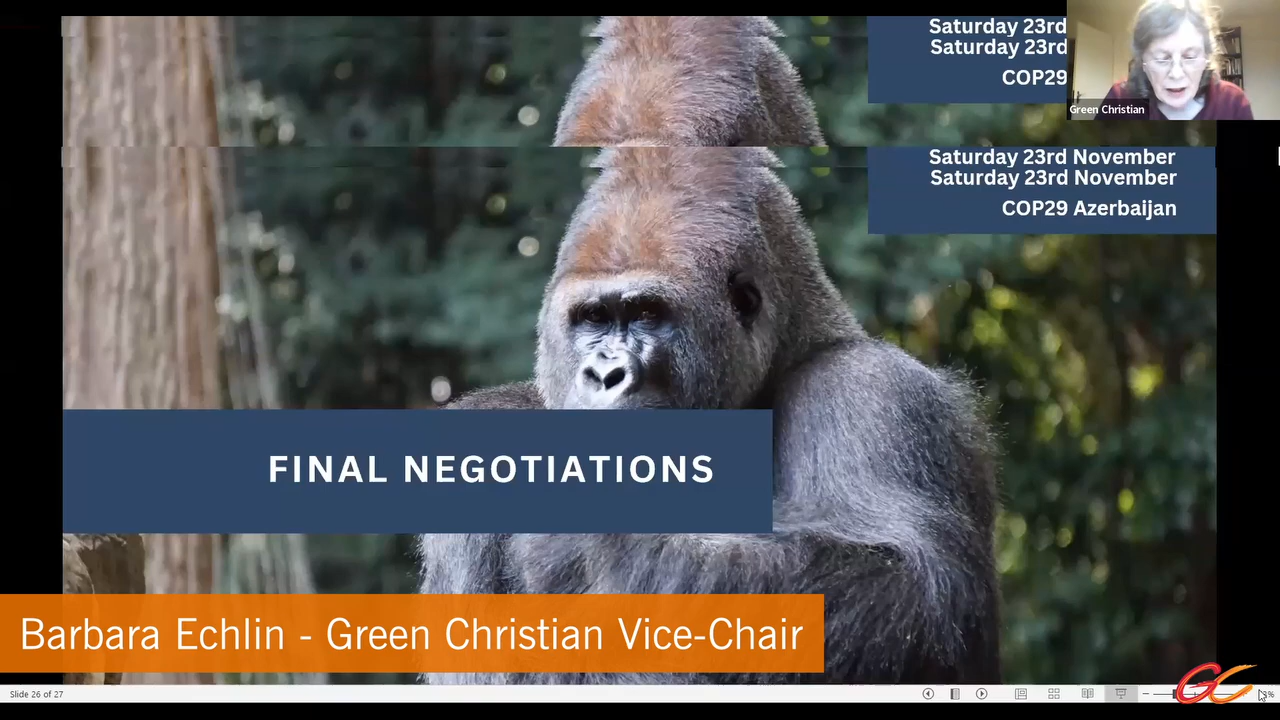 Saturday 23rd
Saturday 23rd
COP29
Green Christian
Saturday 23rd November
Saturday 23rd November
COP29 Azerbaijan
FINAL NEGOTIATIONS
Barbara Echlin - Green Christian Vice-Chair
Slide 26 of 27
GC